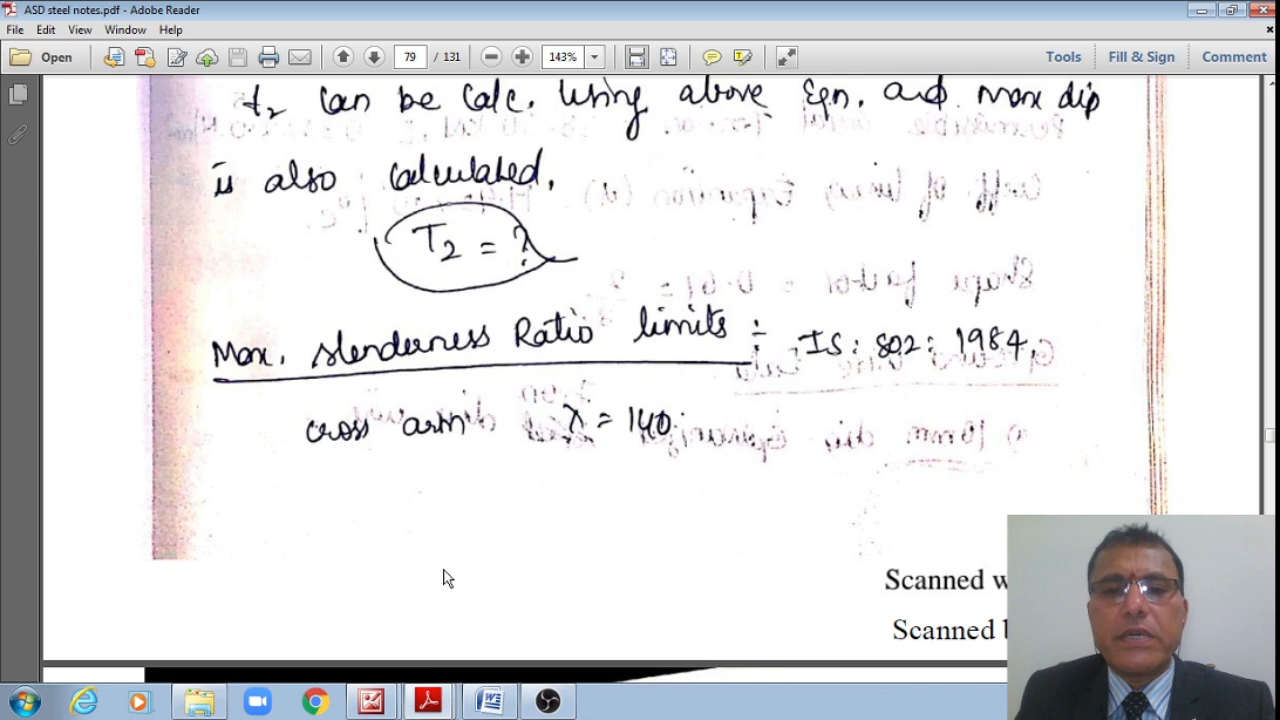 ASD steel notes.pdf - Adobe Reader
File Edit View Window Help
Open 79 / 131 143% Tools Fill & Sign Comment
T₂ can be calc. using above Eqn. and max dip
is also calculated.
T₂ = ?
Max. slenderness Ratio limits :- IS : 802 : 1984,
cross arm λ = 140.
Scanned w
Scanned b